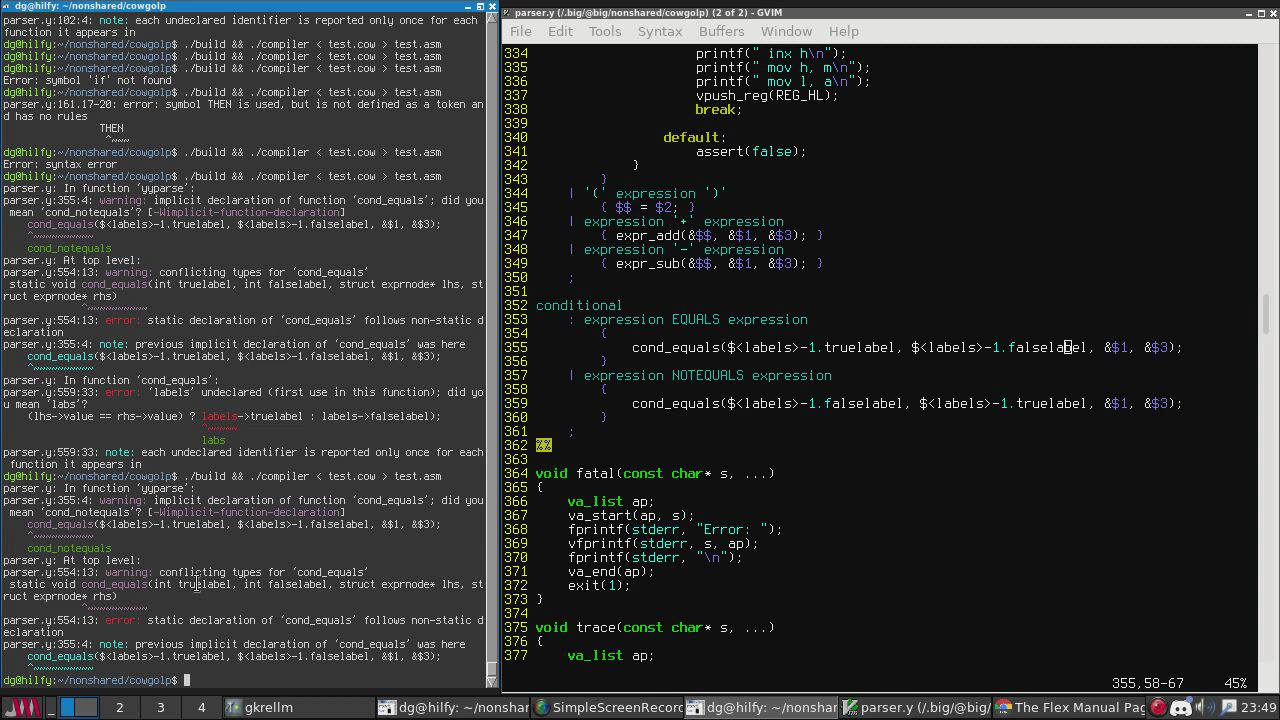 dg@hilfy: ~/nonshared/cowgolp
parser.y:102:4: note: each undeclared identifier is reported only once for each
function it appears in
dg@hilfy:~/nonshared/cowgolp$ ./build && ./compiler < test.cow > test.asm
dg@hilfy:~/nonshared/cowgolp$ ./build && ./compiler < test.cow > test.asm
dg@hilfy:~/nonshared/cowgolp$ ./build && ./compiler < test.cow > test.asm
Error: symbol 'if' not found
dg@hilfy:~/nonshared/cowgolp$ ./build && ./compiler < test.cow > test.asm
parser.y:161.17-20: error: symbol THEN is used, but is not defined as a token an
d has no rules
THEN
^~~~
dg@hilfy:~/nonshared/cowgolp$ ./build && ./compiler < test.cow > test.asm
Error: syntax error
dg@hilfy:~/nonshared/cowgolp$ ./build && ./compiler < test.cow > test.asm
parser.y: In function ‘yyparse’:
parser.y:355:4: warning: implicit declaration of function ‘cond_equals’; did you
mean ‘cond_notequals’? [-Wimplicit-function-declaration]
cond_equals($<labels>-1.truelabel, $<labels>-1.falselabel, &$1, &$3);
^~~~~~~~~~~
cond_notequals
parser.y: At top level:
parser.y:554:13: warning: conflicting types for ‘cond_equals’
static void cond_equals(int truelabel, int falselabel, struct exprnode* lhs, st
ruct exprnode* rhs)
^~~~~~~~~~~
parser.y:554:13: error: static declaration of ‘cond_equals’ follows non-static d
eclaration
parser.y:355:4: note: previous implicit declaration of ‘cond_equals’ was here
cond_equals($<labels>-1.truelabel, $<labels>-1.falselabel, &$1, &$3);
^~~~~~~~~~~
parser.y: In function ‘cond_equals’:
parser.y:559:33: error: ‘labels’ undeclared (first use in this function); did yo
u mean ‘labs’?
(lhs->value == rhs->value) ? labels->truelabel : labels->falselabel);
^~~~~~
labs
parser.y:559:33: note: each undeclared identifier is reported only once for each
function it appears in
dg@hilfy:~/nonshared/cowgolp$ ./build && ./compiler < test.cow > test.asm
parser.y: In function ‘yyparse’:
parser.y:355:4: warning: implicit declaration of function ‘cond_equals’; did you
mean ‘cond_notequals’? [-Wimplicit-function-declaration]
cond_equals($<labels>-1.truelabel, $<labels>-1.falselabel, &$1, &$3);
^~~~~~~~~~~
cond_notequals
parser.y: At top level:
parser.y:554:13: warning: conflicting types for ‘cond_equals’
static void cond_equals(int truelabel, int falselabel, struct exprnode* lhs, st
ruct exprnode* rhs)
^~~~~~~~~~~
parser.y:554:13: error: static declaration of ‘cond_equals’ follows non-static d
eclaration
parser.y:355:4: note: previous implicit declaration of ‘cond_equals’ was here
cond_equals($<labels>-1.truelabel, $<labels>-1.falselabel, &$1, &$3);
^~~~~~~~~~~
dg@hilfy:~/nonshared/cowgolp$
parser.y (/.big/@big/nonshared/cowgolp) (2 of 2) - GVIM
File Edit Tools Syntax Buffers Window Help
334 printf(" inx h\n");
335 printf(" mov h, m\n");
336 printf(" mov l, a\n");
337 vpush_reg(REG_HL);
338 break;
339
340 default:
341 assert(false);
342 }
343 }
344 | '(' expression ')'
345 { $$ = $2; }
346 | expression '+' expression
347 { expr_add(&$$, &$1, &$3); }
348 | expression '-' expression
349 { expr_sub(&$$, &$1, &$3); }
350 ;
351
352 conditional
353 : expression EQUALS expression
354 {
355 cond_equals($<labels>-1.truelabel, $<labels>-1.falselabel, &$1, &$3);
356 }
357 | expression NOTEQUALS expression
358 {
359 cond_equals($<labels>-1.falselabel, $<labels>-1.truelabel, &$1, &$3);
360 }
361 ;
362 %%
363
364 void fatal(const char* s, ...)
365 {
366 va_list ap;
367 va_start(ap, s);
368 fprintf(stderr, "Error: ");
369 vfprintf(stderr, s, ap);
370 fprintf(stderr, "\n");
371 va_end(ap);
372 exit(1);
373 }
374
375 void trace(const char* s, ...)
376 {
377 va_list ap;
355,58-67 45%
2 3 4 gkrellm dg@hilfy: ~/nonshar SimpleScreenRecor dg@hilfy: ~/nonshar parser.y (/.big/@big/ The Flex Manual Pag 23:49